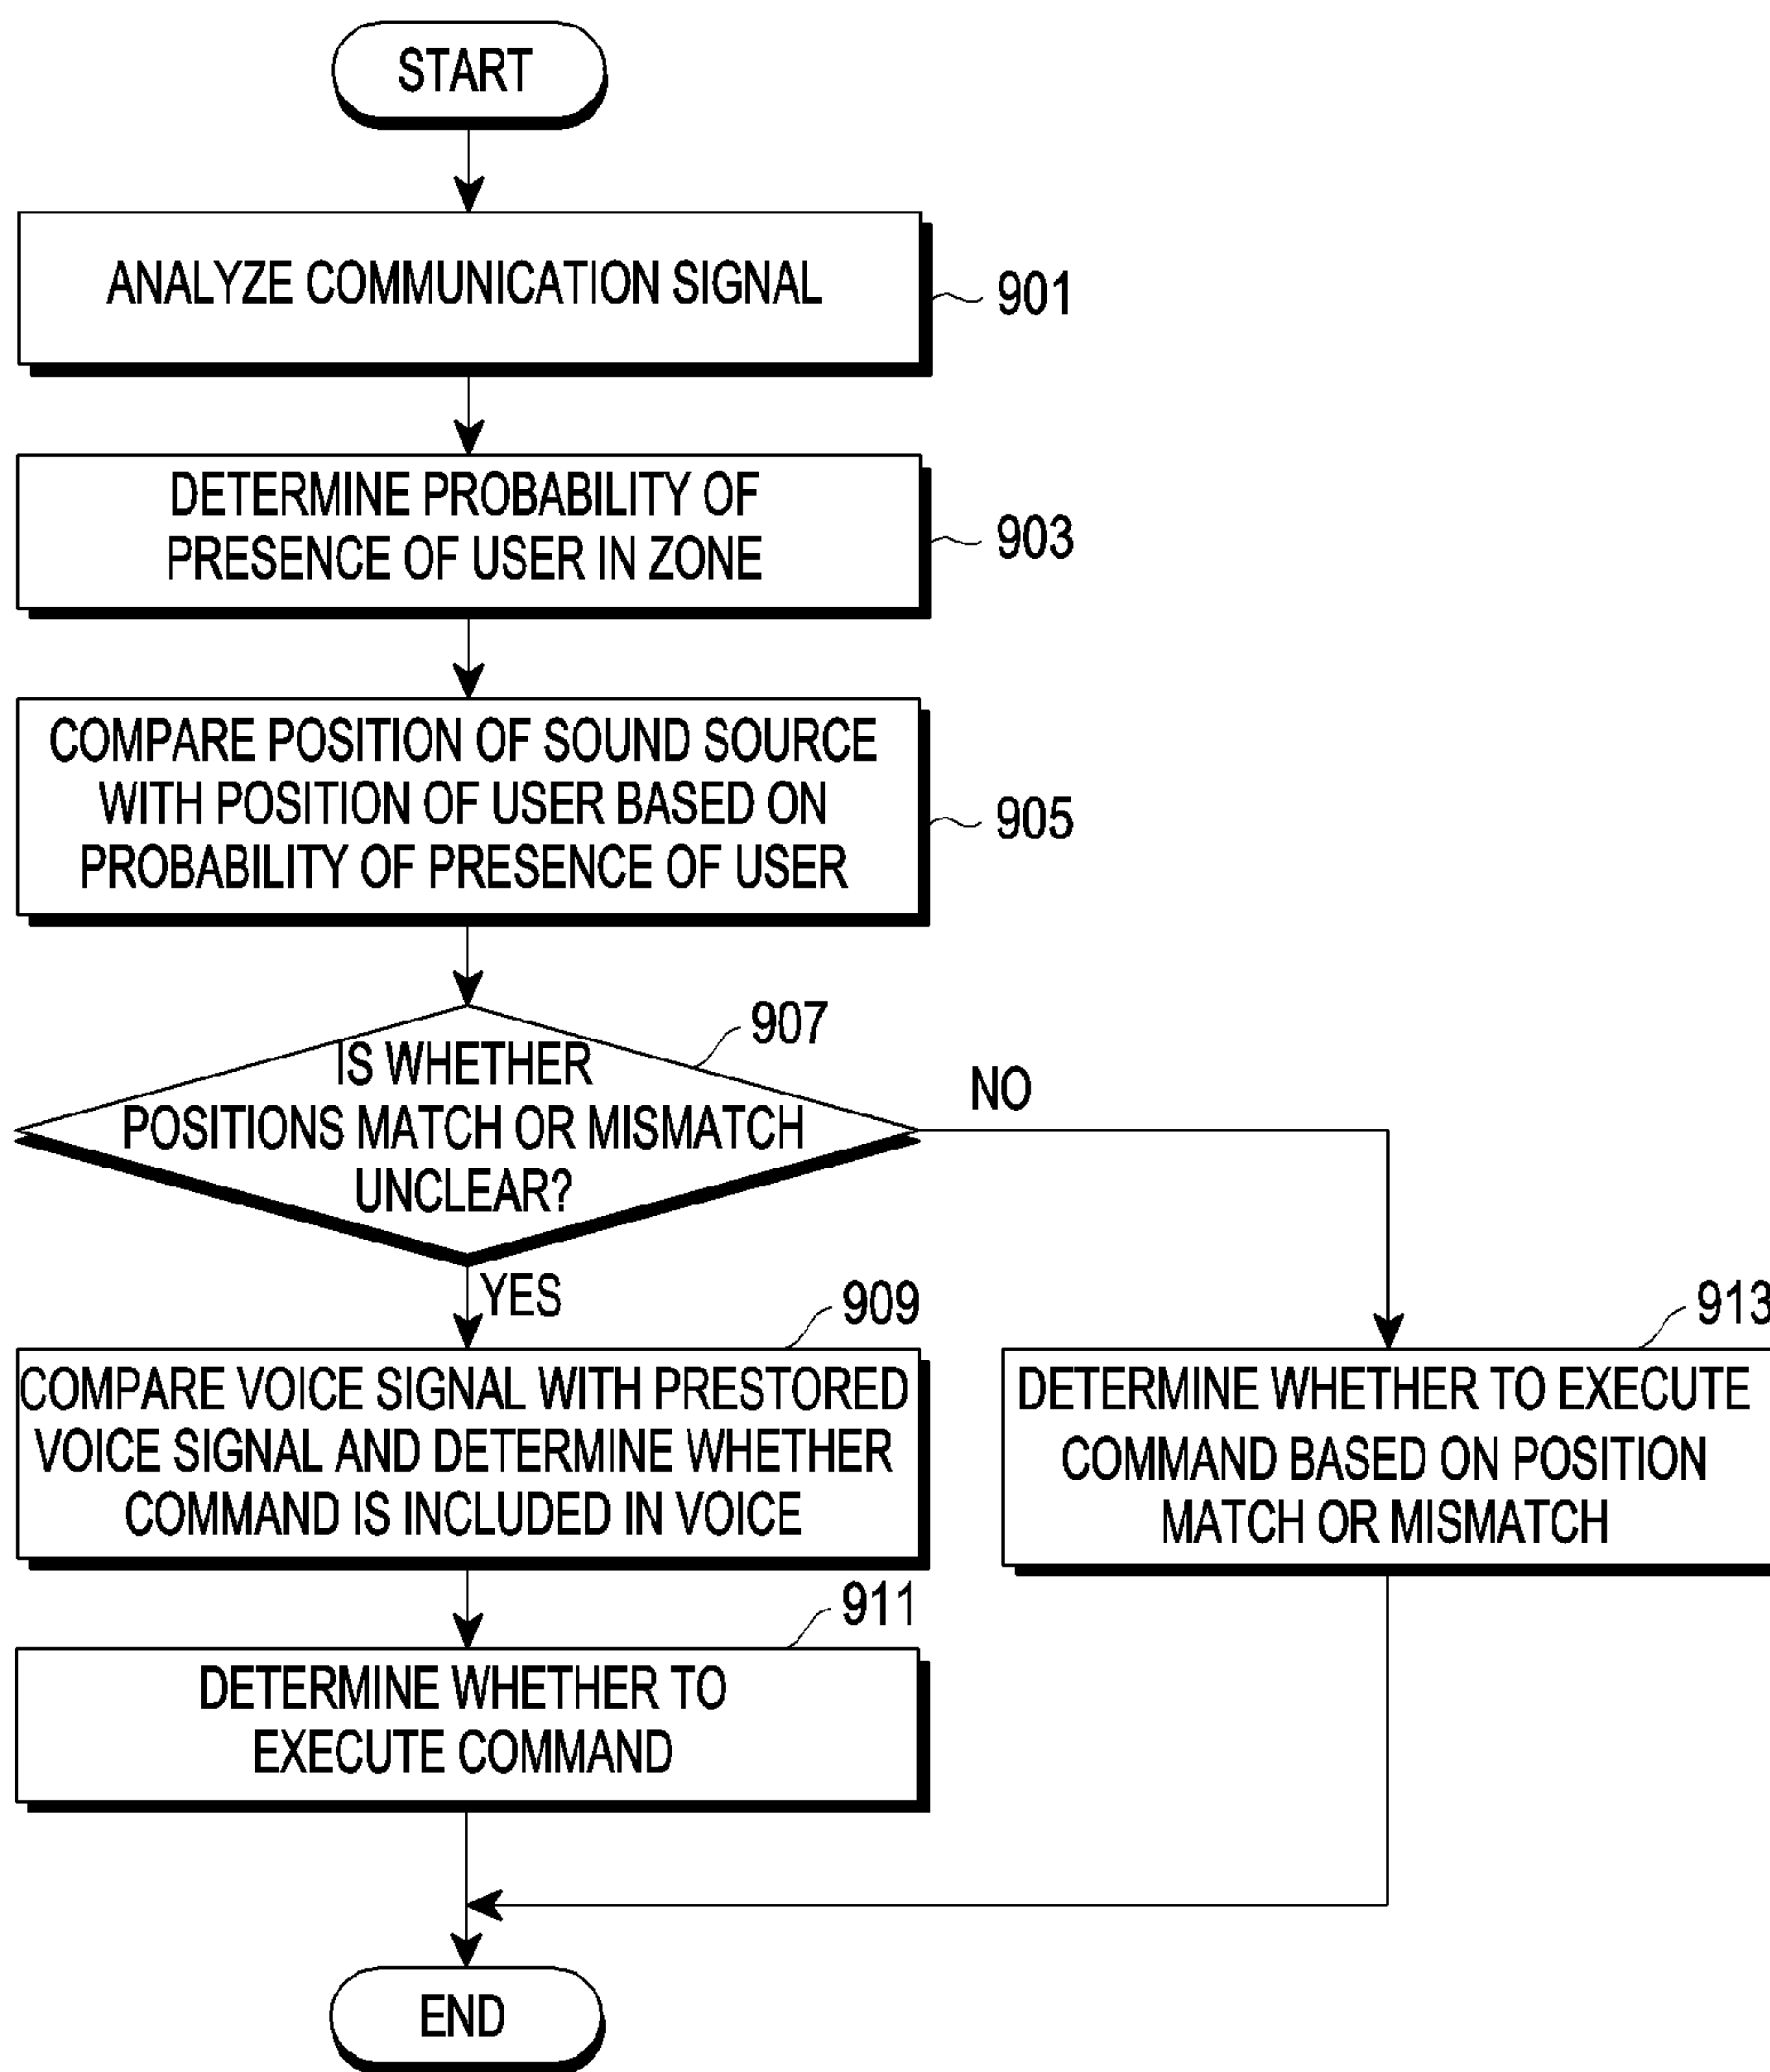 START
ANALYZE COMMUNICATION SIGNAL
901
DETERMINE PROBABILITY OF
PRESENCE OF USER IN ZONE
903
COMPARE POSITION OF SOUND SOURCE
WITH POSITION OF USER BASED ON
PROBABILITY OF PRESENCE OF USER
905
907
IS WHETHER
POSITIONS MATCH OR MISMATCH
UNCLEAR?
NO
YES
909
COMPARE VOICE SIGNAL WITH PRESTORED
VOICE SIGNAL AND DETERMINE WHETHER
COMMAND IS INCLUDED IN VOICE
913
DETERMINE WHETHER TO EXECUTE
COMMAND BASED ON POSITION
MATCH OR MISMATCH
911
DETERMINE WHETHER TO
EXECUTE COMMAND
END